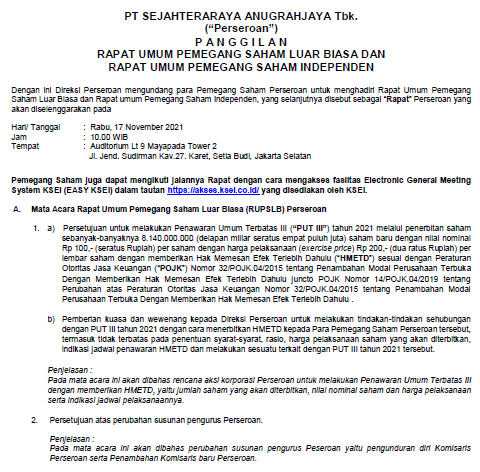 PT SEJAHTERARAYA ANUGRAHJAYA Tbk.
("Perseroan")
P A N G G I L A N
RAPAT UMUM PEMEGANG SAHAM LUAR BIASA DAN
RAPAT UMUM PEMEGANG SAHAM INDEPENDEN
Dengan ini Direksi Perseroan mengundang para Pemegang Saham Perseroan untuk menghadiri Rapat Umum Pemegang
Saham Luar Biasa dan Rapat umum Pemegang Saham Independen, yang selanjutnya disebut sebagai "Rapat" Perseroan yang
akan diselenggarakan pada
Hari/ Tanggal : Rabu, 17 November 2021
Jam : 10.00 WIB
Tempat : Auditorium Lt 9 Mayapada Tower 2
Jl. Jend. Sudirman Kav.27. Karet, Setia Budi, Jakarta Selatan
Pemegang Saham juga dapat mengikuti jalannya Rapat dengan cara mengakses fasilitas Electronic General Meeting
System KSEI (EASY KSEI) dalam tautan https://akses.ksei.co.id/ yang disediakan oleh KSEI.
A. Mata Acara Rapat Umum Pemegang Saham Luar Biasa (RUPSLB) Perseroan
1. a) Persetujuan untuk melakukan Penawaran Umum Terbatas III ("PUT III") tahun 2021 melalui penerbitan saham
sebanyak-banyaknya 8.140.000.000 (delapan miliar seratus empat puluh juta) saham baru dengan nilai nominal
Rp 100,- (seratus Rupiah) per saham dengan harga pelaksanaan (exercise price) Rp 200,- (dua ratus Rupiah) per
lembar saham dengan memberikan Hak Memesan Efek Terlebih Dahulu ("HMETD") sesuai dengan Peraturan
Otoritas Jasa Keuangan ("POJK") Nomor 32/POJK.04/2015 tentang Penambahan Modal Perusahaan Terbuka
Dengan Memberikan Hak Memesan Efek Terlebih Dahulu juncto POJK Nomor 14/POJK.04/2019 tentang
Perubahan atas Peraturan Otoritas Jasa Keuangan Nomor 32/POJK.04/2015 tentang Penambahan Modal
Perusahaan Terbuka Dengan Memberikan Hak Memesan Efek Terlebih Dahulu .
b) Pemberian kuasa dan wewenang kepada Direksi Perseroan untuk melakukan tindakan-tindakan sehubungan
dengan PUT III tahun 2021 dengan cara menerbitkan HMETD kepada Para Pemegang Saham Perseroan tersebut,
termasuk tidak terbatas pada penentuan syarat-syarat, rasio, harga pelaksanaan saham yang akan diterbitkan,
indikasi jadwal penawaran HMETD dan melakukan sesuatu terkait dengan PUT III tahun 2021 tersebut.
Penjelasan :
Pada mata acara ini akan dibahas rencana aksi korporasi Perseroan untuk melakukan Penawaran Umum Terbatas III
dengan memberikan HMETD, yaitu jumlah saham yang akan diterbitkan, nilai nominal saham dan harga pelaksanaan
serta indikasi jadwal pelaksanaannya.
2. Persetujuan atas perubahan susunan pengurus Perseroan.
Penjelasan :
Pada mata acara ini akan dibahas perubahan susunan pengurus Peseroan yaitu pengunduran diri Komisaris
Perseroan serta Penambahan Komisaris baru Perseroan.